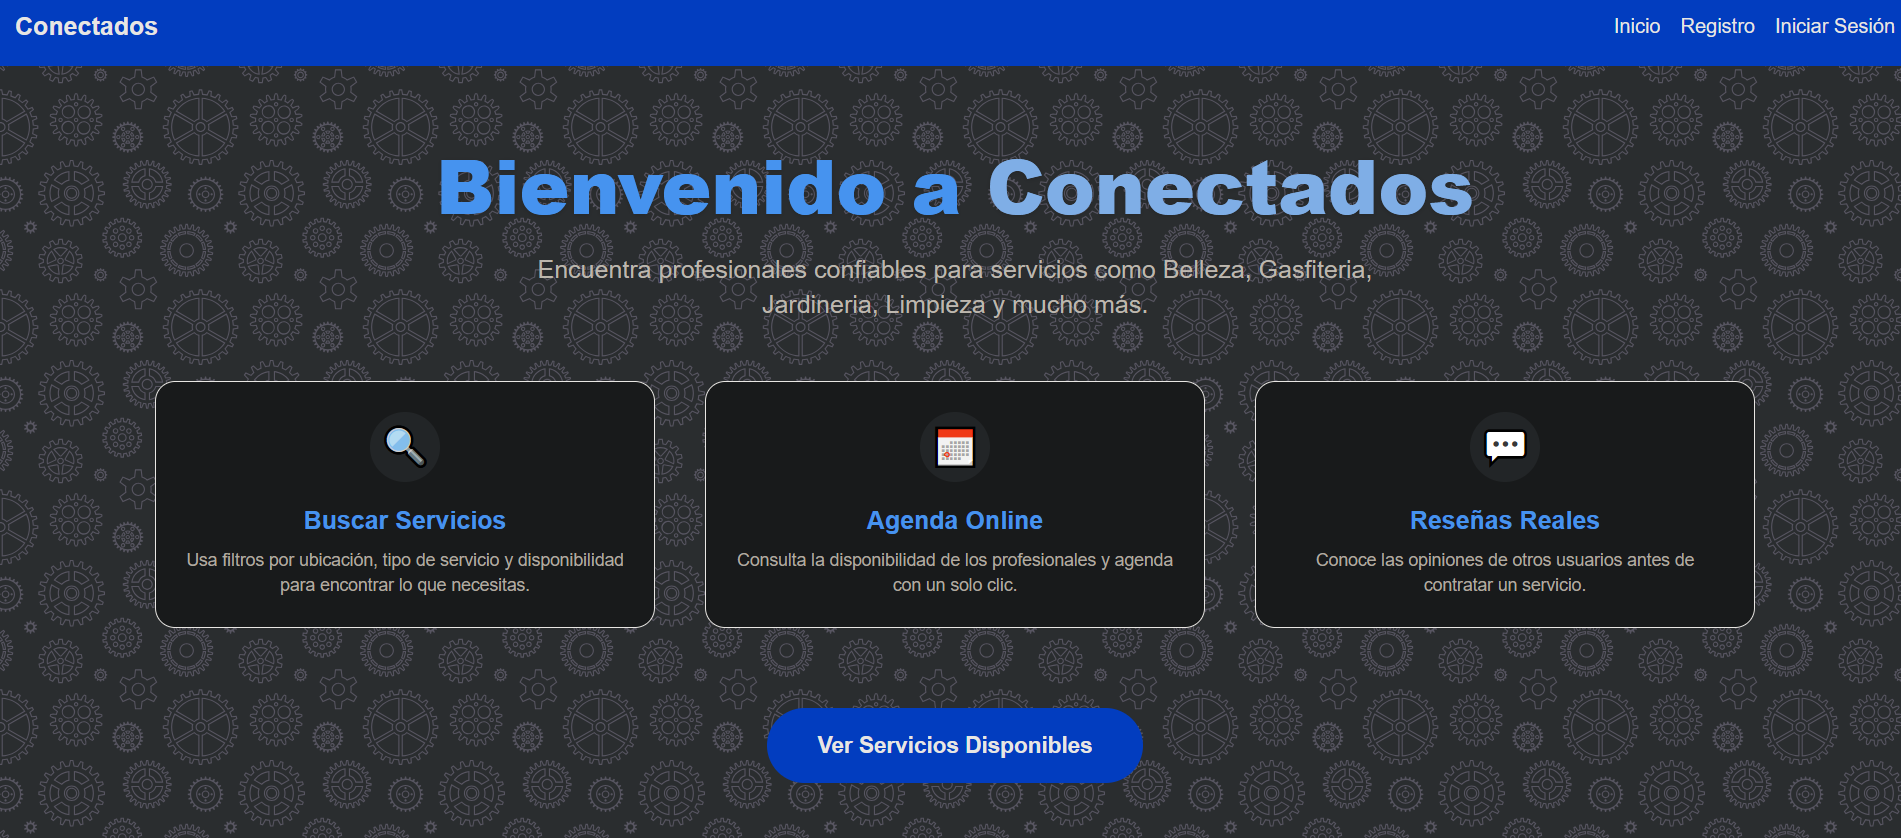 Conectados
Inicio Registro Iniciar Sesión
Bienvenido a Conectados
Encuentra profesionales confiables para servicios como Belleza, Gasfiteria,
Jardineria, Limpieza y mucho más.
Buscar Servicios
Usa filtros por ubicación, tipo de servicio y disponibilidad
para encontrar lo que necesitas.
Agenda Online
Consulta la disponibilidad de los profesionales y agenda
con un solo clic.
Reseñas Reales
Conoce las opiniones de otros usuarios antes de
contratar un servicio.
Ver Servicios Disponibles